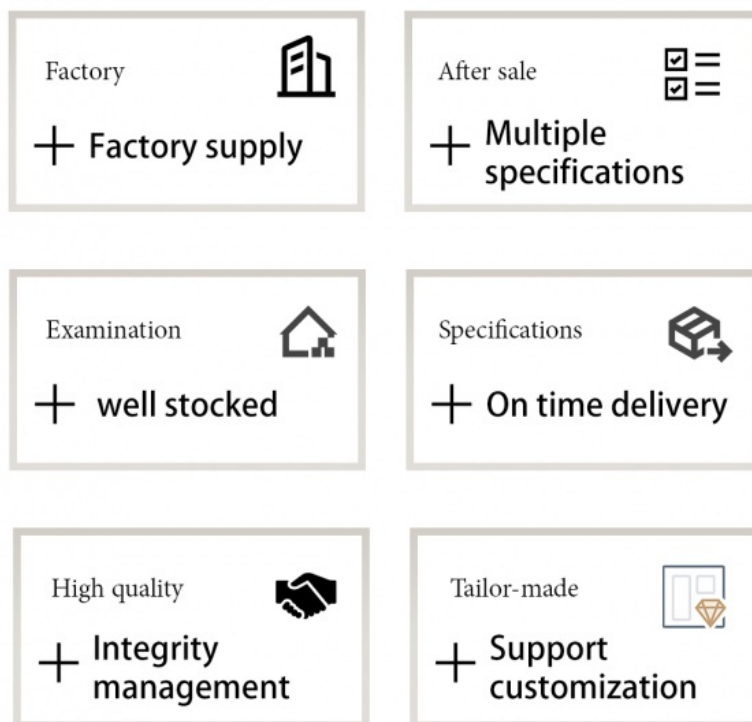 Factory
Factory supply
After sale
Multiple
specifications
Examination
well stocked
Specifications
On time delivery
High quality
Integrity
management
Tailor-made
Support
customization